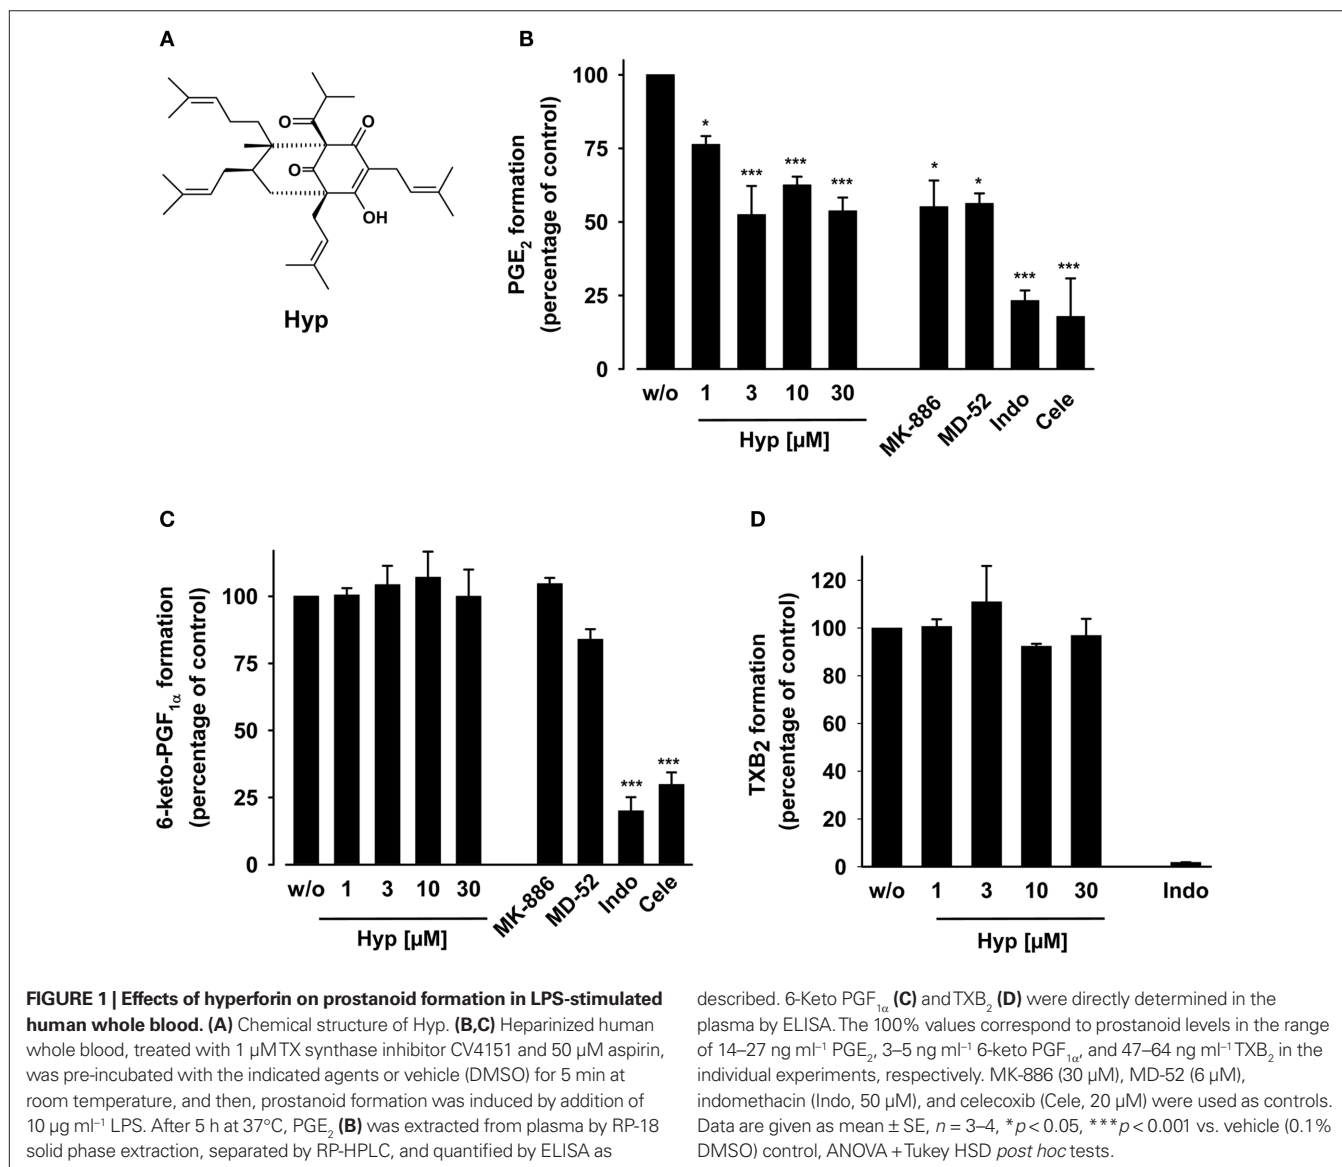 A
O
O
O
OH
Hyp
B
PGE2 formation
(percentage of control)
100
75
50
25
0
*
***
***
***
*
*
***
***
w/o 1 3 10 30 MK-886 MD-52 Indo Cele
Hyp [µM]
C
6-keto-PGF1α formation
(percentage of control)
100
75
50
25
0
***
***
w/o 1 3 10 30 MK-886 MD-52 Indo Cele
Hyp [µM]
D
TXB2 formation
(percentage of control)
120
100
80
60
40
20
0
w/o 1 3 10 30 Indo
Hyp [µM]
FIGURE 1 | Effects of hyperforin on prostanoid formation in LPS-stimulated
human whole blood. (A) Chemical structure of Hyp. (B,C) Heparinized human
whole blood, treated with 1 µM TX synthase inhibitor CV4151 and 50 µM aspirin,
was pre-incubated with the indicated agents or vehicle (DMSO) for 5 min at
room temperature, and then, prostanoid formation was induced by addition of
10 µg ml⁻¹ LPS. After 5 h at 37°C, PGE2 (B) was extracted from plasma by RP-18
solid phase extraction, separated by RP-HPLC, and quantified by ELISA as
described. 6-Keto PGF1α (C) and TXB2 (D) were directly determined in the
plasma by ELISA. The 100% values correspond to prostanoid levels in the range
of 14–27 ng ml⁻¹ PGE2, 3–5 ng ml⁻¹ 6-keto PGF1α, and 47–64 ng ml⁻¹ TXB2 in the
individual experiments, respectively. MK-886 (30 µM), MD-52 (6 µM),
indomethacin (Indo, 50 µM), and celecoxib (Cele, 20 µM) were used as controls.
Data are given as mean ± SE, n = 3–4, *p < 0.05, ***p < 0.001 vs. vehicle (0.1%
DMSO) control, ANOVA + Tukey HSD post hoc tests.